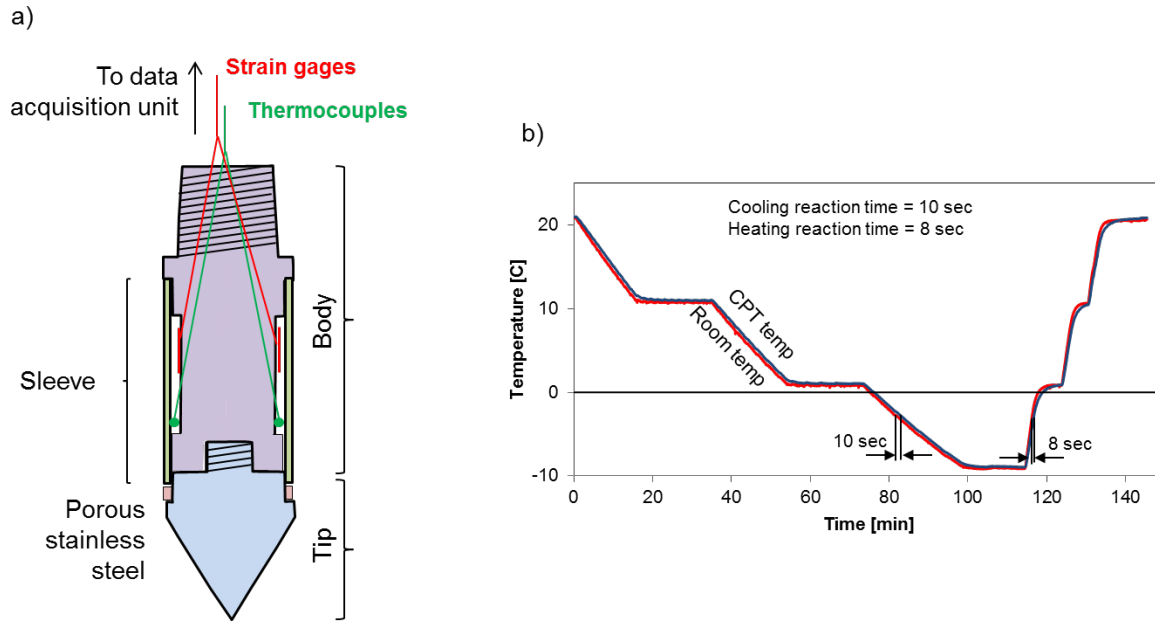 a)
To data
acquisition unit
Strain gages
Thermocouples
Body
Sleeve
Porous
stainless
steel
Tip
b)
Cooling reaction time = 10 sec
Heating reaction time = 8 sec
Temperature [C]
20
10
0
-10
CPT temp
Room temp
10 sec
8 sec
0
20
40
60
80
100
120
140
Time [min]